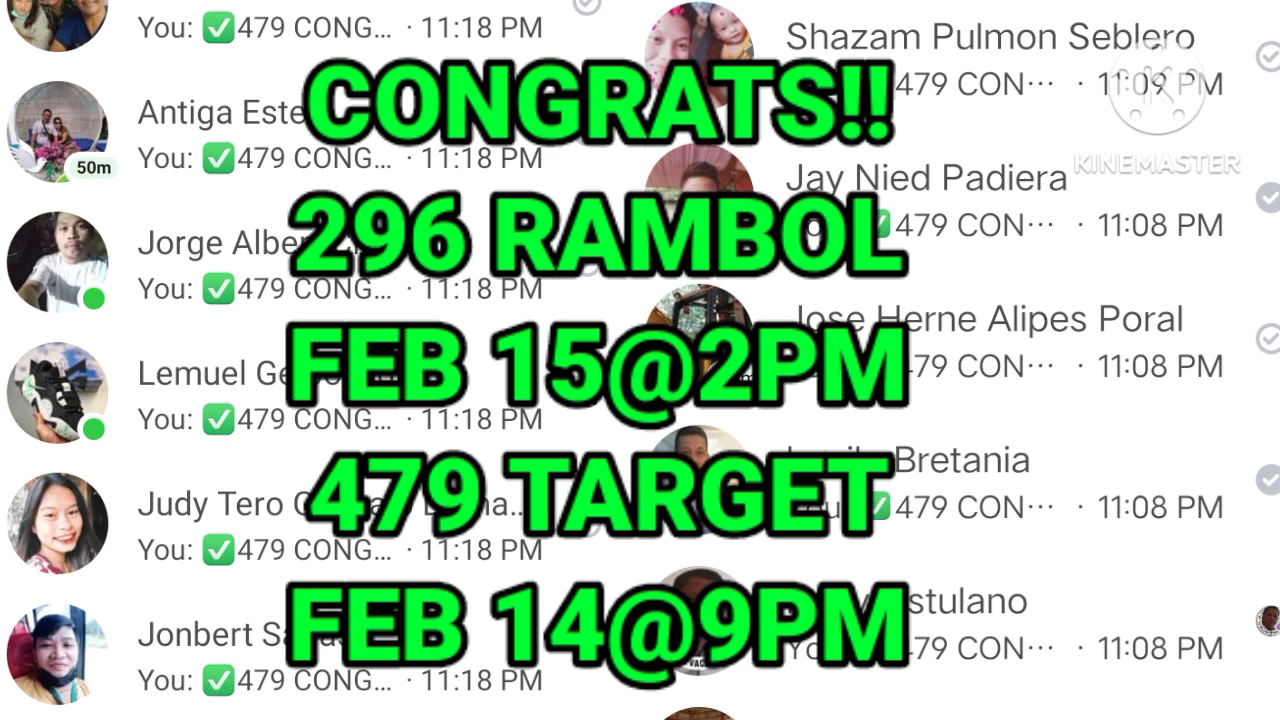 You: ✅479 CONG... · 11:18 PM
Antiga Este
You: ✅479 CONG... · 11:18 PM
50m
Jorge Alber
You: ✅479 CONG... · 11:18 PM
Lemuel Ge
You: ✅479 CONG... · 11:18 PM
Judy Tero
You: ✅479 CONG... · 11:18 PM
Jonbert
You: ✅479 CONG... · 11:18 PM
CONGRATS!!
296 RAMBOL
FEB 15@2PM
479 TARGET
FEB 14@9PM
Shazam Pulmon Seblero
479 CON··· · 11:09 PM
KINEMASTER
Jay Nied Padiera
479 CON··· · 11:08 PM
Jose Herne Alipes Poral
479 CON··· · 11:08 PM
Bretania
479 CON··· · 11:08 PM
479 CON··· · 11:08 PM